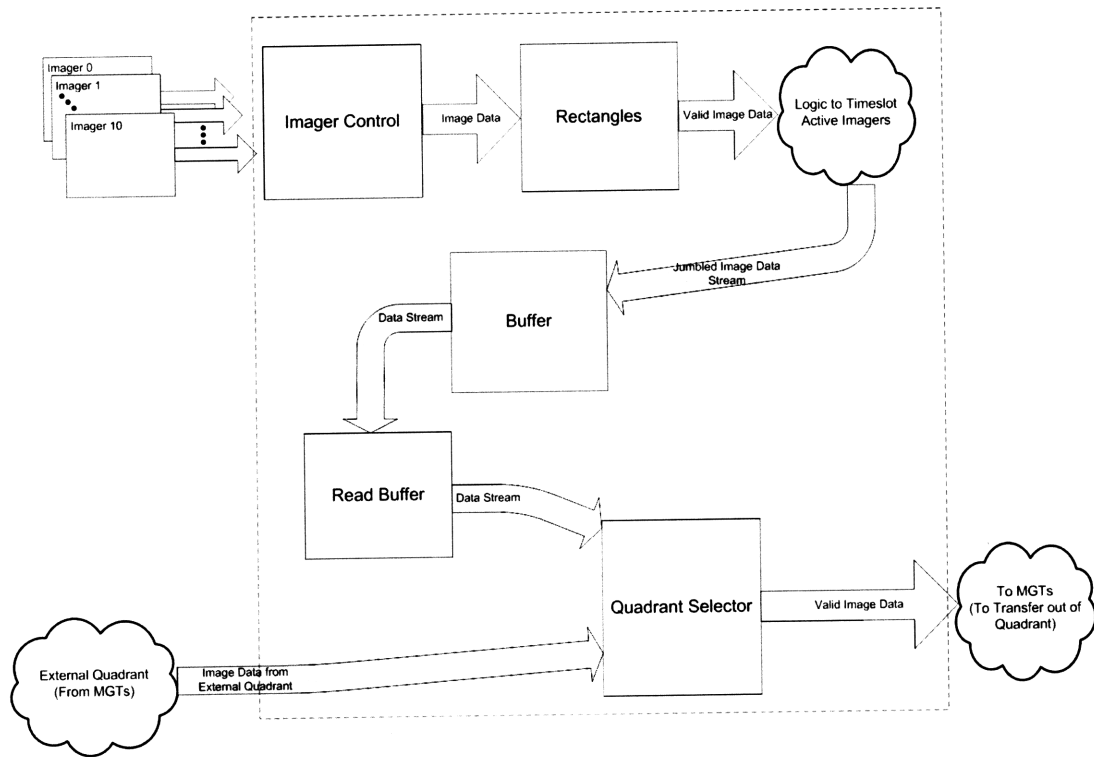 Imager 0
Imager 1
Imager 10
Imager Control
Image Data
Rectangles
Valid Image Data
Logic to Timeslot
Active Imagers
Jumbled Image Data
Stream
Buffer
Data Stream
Read Buffer
Data Stream
Quadrant Selector
Valid Image Data
To MGTs
(To Transfer out of
Quadrant)
External Quadrant
(From MGTs)
Image Data from
External Quadrant